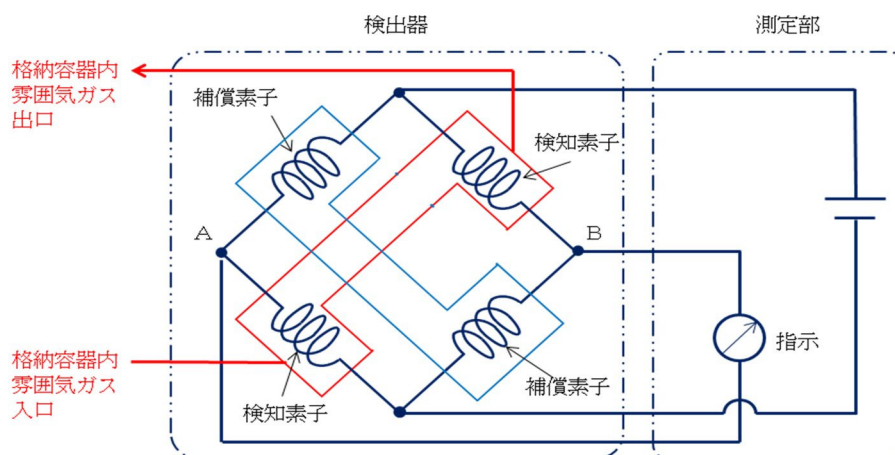 検出器
測定部
格納容器内
雰囲気ガス
出口
補償素子
検知素子
A
B
指示
格納容器内
雰囲気ガス
入口
検知素子
補償素子